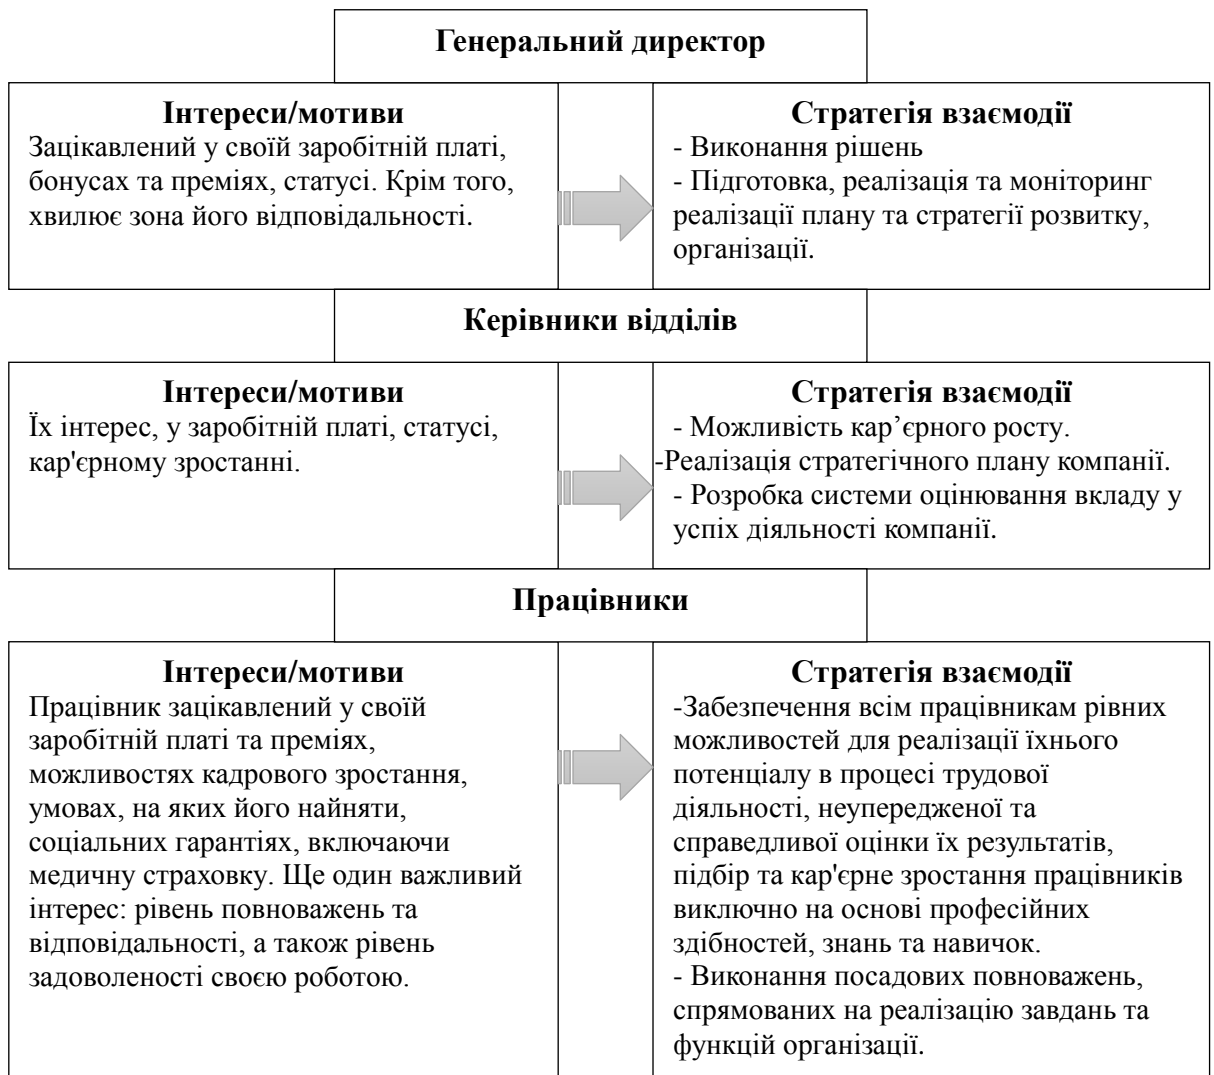 Генеральний директор
Інтереси/мотиви
Зацікавлений у своїй заробітній платі,
бонусах та преміях, статусі. Крім того,
хвилює зона його відповідальності.
Стратегія взаємодії
- Виконання рішень
- Підготовка, реалізація та моніторинг
реалізації плану та стратегії розвитку,
організації.
Керівники відділів
Інтереси/мотиви
Їх інтерес, у заробітній платі, статусі,
кар'єрному зростанні.
Стратегія взаємодії
- Можливість кар’єрного росту.
-Реалізація стратегічного плану компанії.
- Розробка системи оцінювання вкладу у
успіх діяльності компанії.
Працівники
Інтереси/мотиви
Працівник зацікавлений у своїй
заробітній платі та преміях,
можливостях кадрового зростання,
умовах, на яких його найняти,
соціальних гарантіях, включаючи
медичну страховку. Ще один важливий
інтерес: рівень повноважень та
відповідальності, а також рівень
задоволеності своєю роботою.
Стратегія взаємодії
-Забезпечення всім працівникам рівних
можливостей для реалізації їхнього
потенціалу в процесі трудової
діяльності, неупередженої та
справедливої оцінки їх результатів,
підбір та кар'єрне зростання працівників
виключно на основі професійних
здібностей, знань та навичок.
- Виконання посадових повноважень,
спрямованих на реалізацію завдань та
функцій організації.